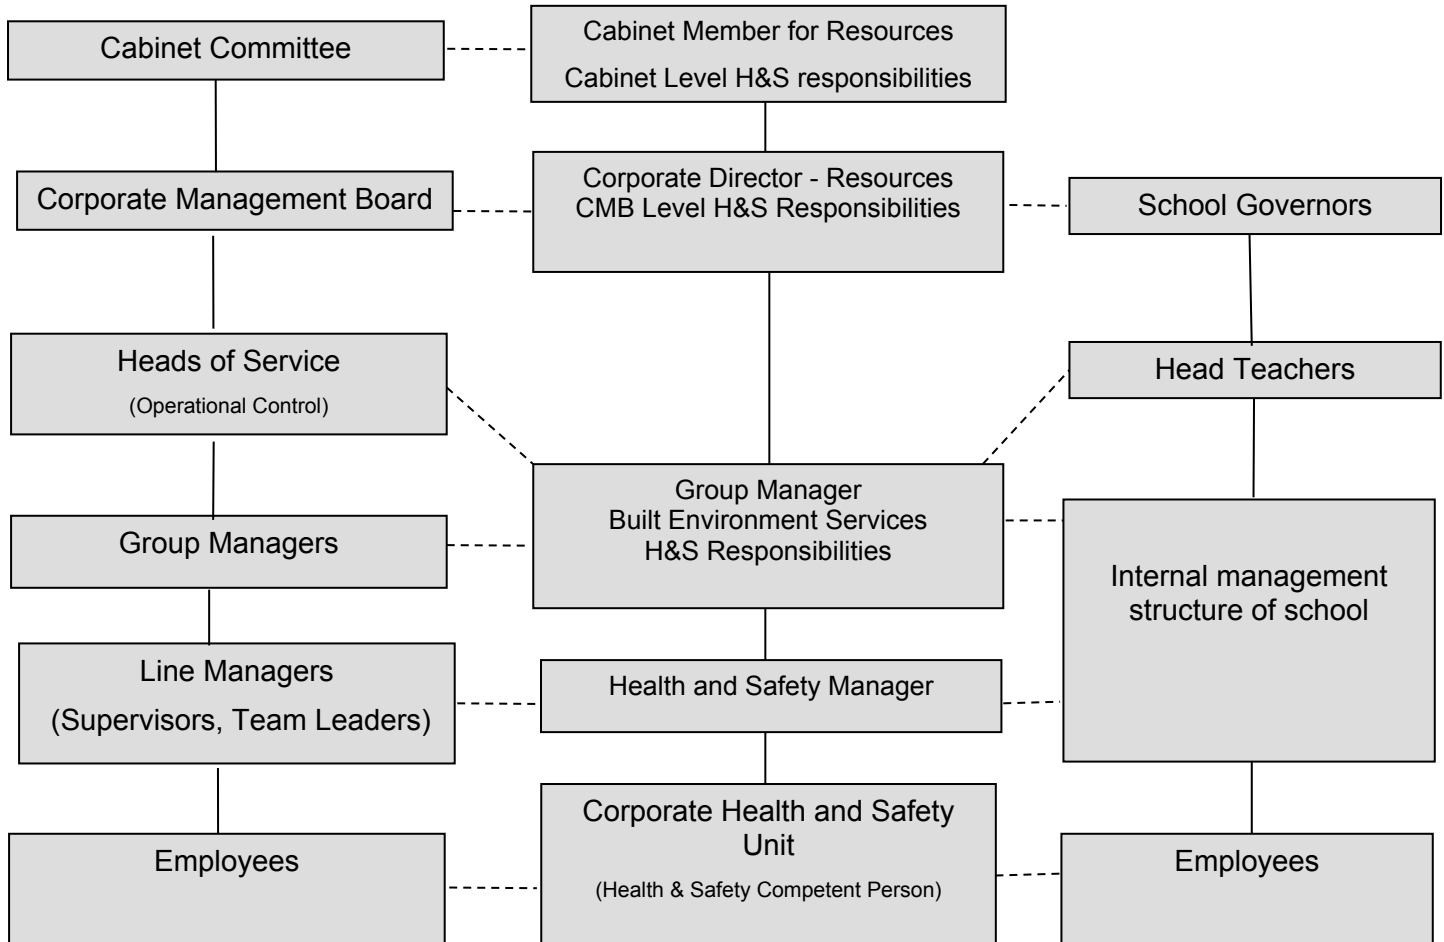 Cabinet Committee
Cabinet Member for Resources
Cabinet Level H&S responsibilities
Corporate Management Board
Corporate Director - Resources
CMB Level H&S Responsibilities
School Governors
Heads of Service
(Operational Control)
Head Teachers
Group Managers
Group Manager
Built Environment Services
H&S Responsibilities
Internal management
structure of school
Line Managers
(Supervisors, Team Leaders)
Health and Safety Manager
Employees
Corporate Health and Safety
Unit
(Health & Safety Competent Person)
Employees